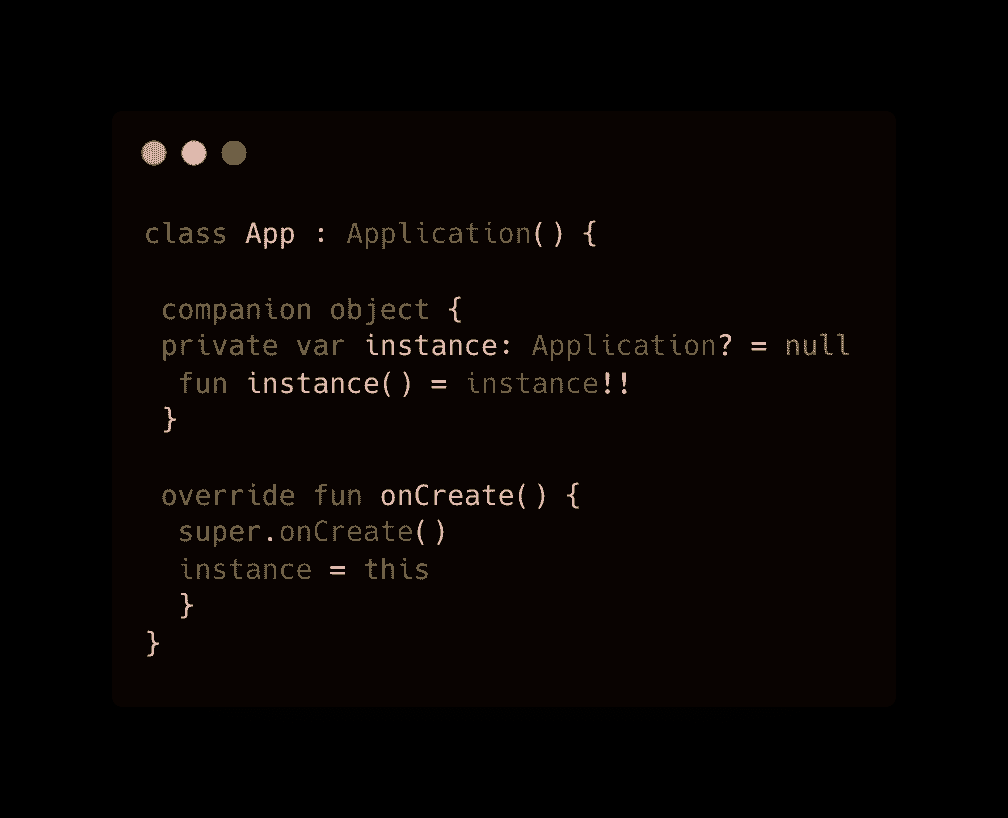 class App : Application() {
companion object {
private var instance: Application? = null
fun instance() = instance!!
}
override fun onCreate() {
super.onCreate()
instance = this
}
}